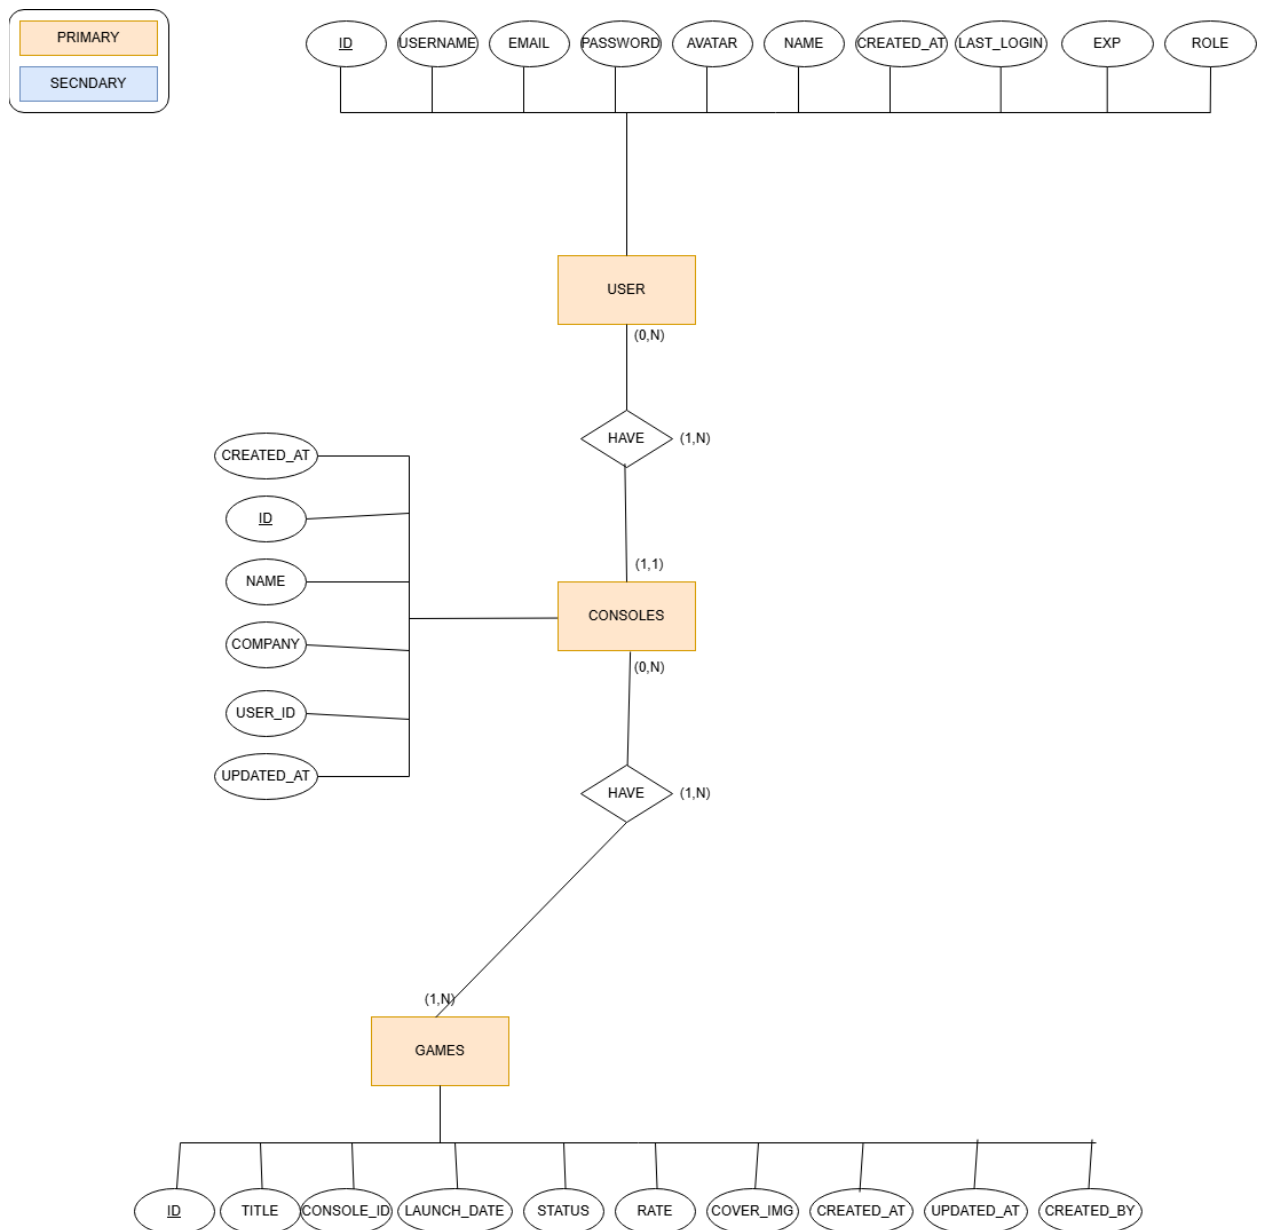 PRIMARY
SECNDARY
ID
USERNAME
EMAIL
PASSWORD
AVATAR
NAME
CREATED_AT
LAST_LOGIN
EXP
ROLE
USER
(0,N)
HAVE
(1,N)
CREATED_AT
ID
NAME
COMPANY
USER_ID
UPDATED_AT
(1,1)
CONSOLES
(0,N)
HAVE
(1,N)
(1,N)
GAMES
ID
TITLE
CONSOLE_ID
LAUNCH_DATE
STATUS
RATE
COVER_IMG
CREATED_AT
UPDATED_AT
CREATED_BY